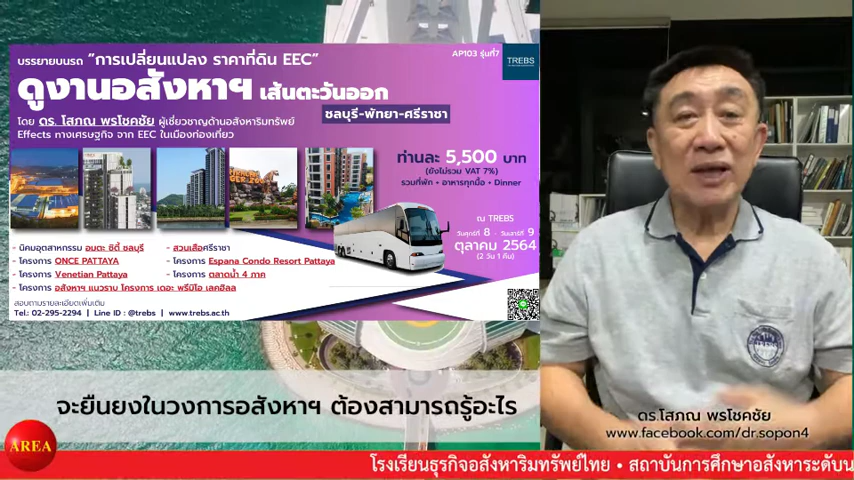 บรรยายบนรถ "การเปลี่ยนแปลง ราคาที่ดิน EEC"
AP103 รุ่นที่7
TREBS
ดูงานอสังหาฯ เส้นตะวันออก
ชลบุรี-พัทยา-ศรีราชา
โดย ดร. โสภณ พรโชคชัย ผู้เชี่ยวชาญด้านอสังหาริมทรัพย์
Effects ทางเศรษฐกิจ จาก EEC ในเมืองท่องเที่ยว
ท่านละ 5,500 บาท
(ยังไม่รวม VAT 7%)
รวมที่พัก • อาหารทุกมื้อ • Dinner
ณ TREBS
วันศุกร์ที่ 8 - วันเสาร์ที่ 9
ตุลาคม 2564
(2 วัน 1 คืน)
- นิคมอุตสาหกรรม อมตะ ซิตี้ ชลบุรี
- สวนเสือศรีราชา
- โครงการ ONCE PATTAYA
- โครงการ Espana Condo Resort Pattaya
- โครงการ Venetian Pattaya
- โครงการ ตลาดน้ำ 4 ภาค
- โครงการ อสังหาฯ แนวราบ โครงการ เดอะ พรีมิโอ เลคฮิลล
สอบถามรายละเอียดเพิ่มเติม
Tel.: 02-295-2294 | Line ID : @trebs | www.trebs.ac.th
จะยืนยงในวงการอสังหาฯ ต้องสามารถรู้อะไร
ดร.โสภณ พรโชคชัย
www.facebook.com/dr.sopon4
AREA
โรงเรียนธุรกิจอสังหาริมทรัพย์ไทย • สถาบันการศึกษาอสังหาระดับน